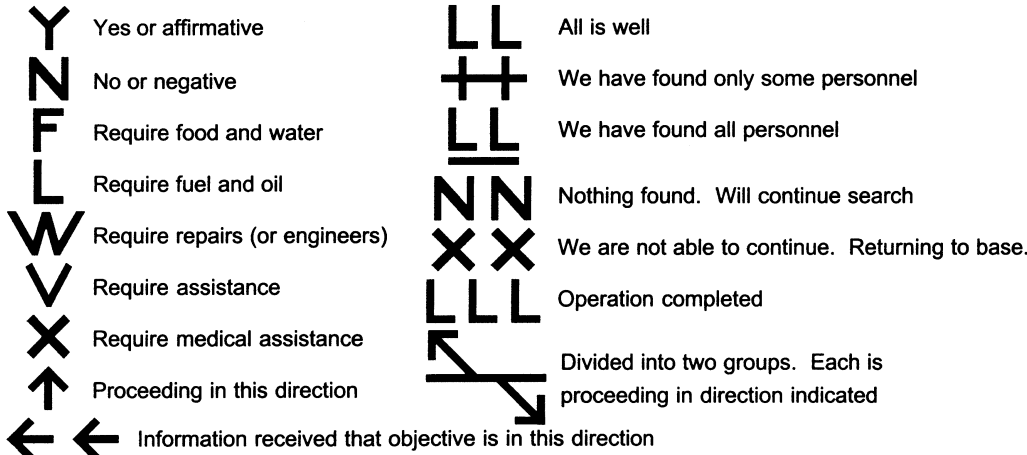 Y Yes or affirmative
N No or negative
F Require food and water
L Require fuel and oil
W Require repairs (or engineers)
V Require assistance
X Require medical assistance
↑ Proceeding in this direction
← ← Information received that objective is in this direction
LL All is well
We have found only some personnel
LL We have found all personnel
N N Nothing found. Will continue search
X X We are not able to continue. Returning to base.
LLL Operation completed
Divided into two groups. Each is
proceeding in direction indicated